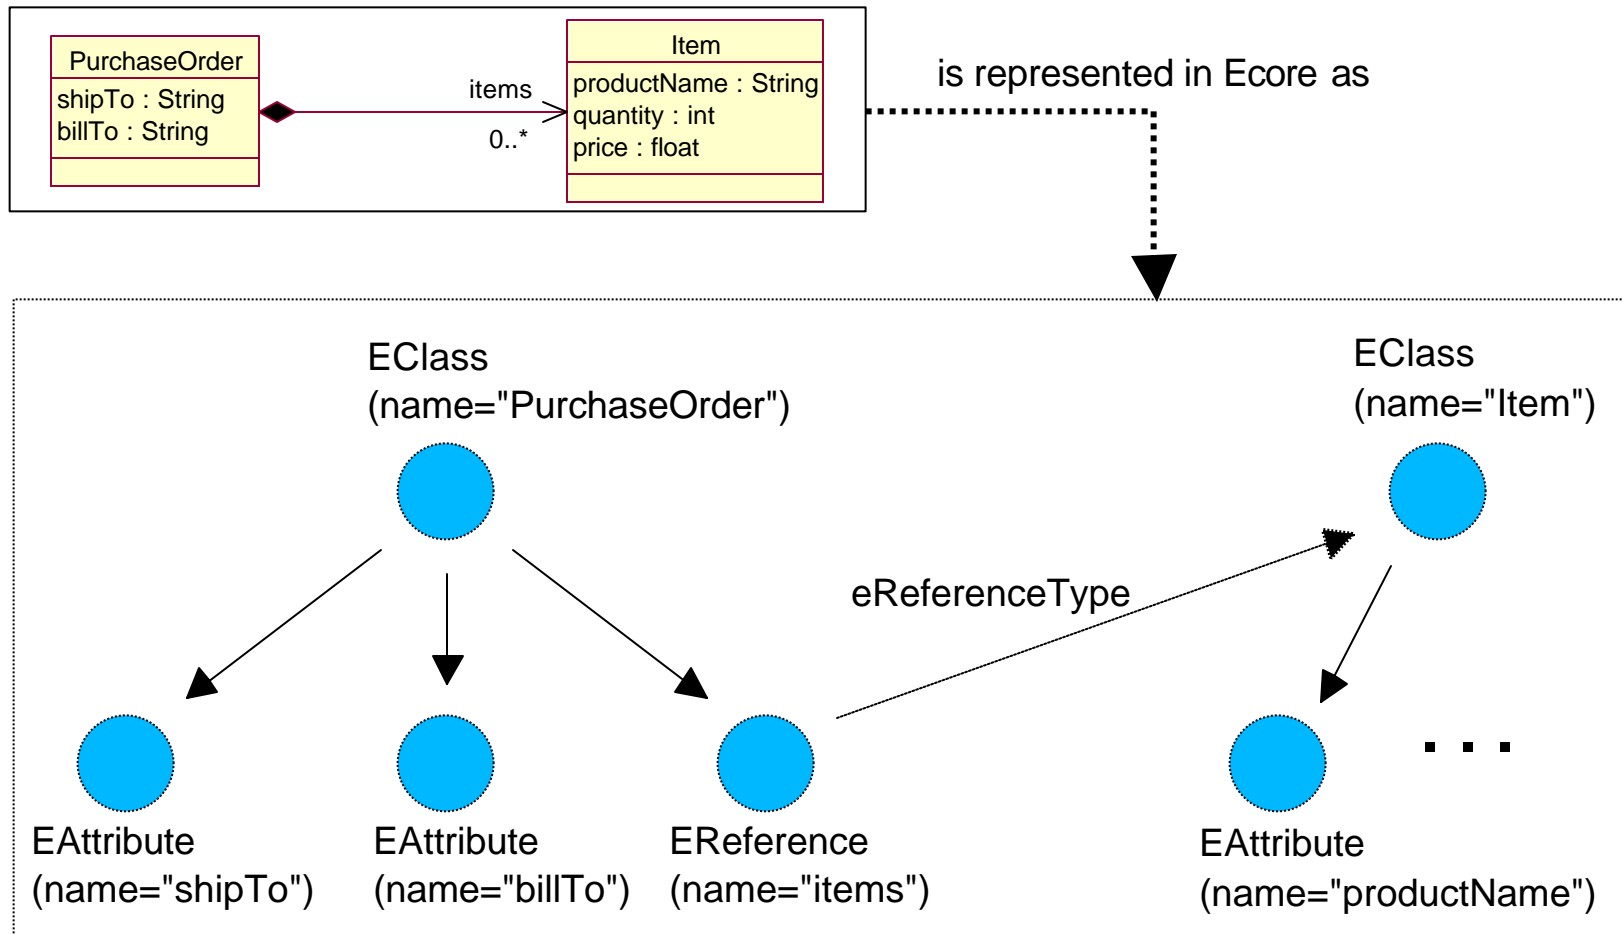 PurchaseOrder
shipTo : String
billTo : String
items
0..*
Item
productName : String
quantity : int
price : float
is represented in Ecore as
EClass
(name="PurchaseOrder")
EClass
(name="Item")
eReferenceType
EAttribute
(name="shipTo")
EAttribute
(name="billTo")
EReference
(name="items")
EAttribute
(name="productName")
. . .